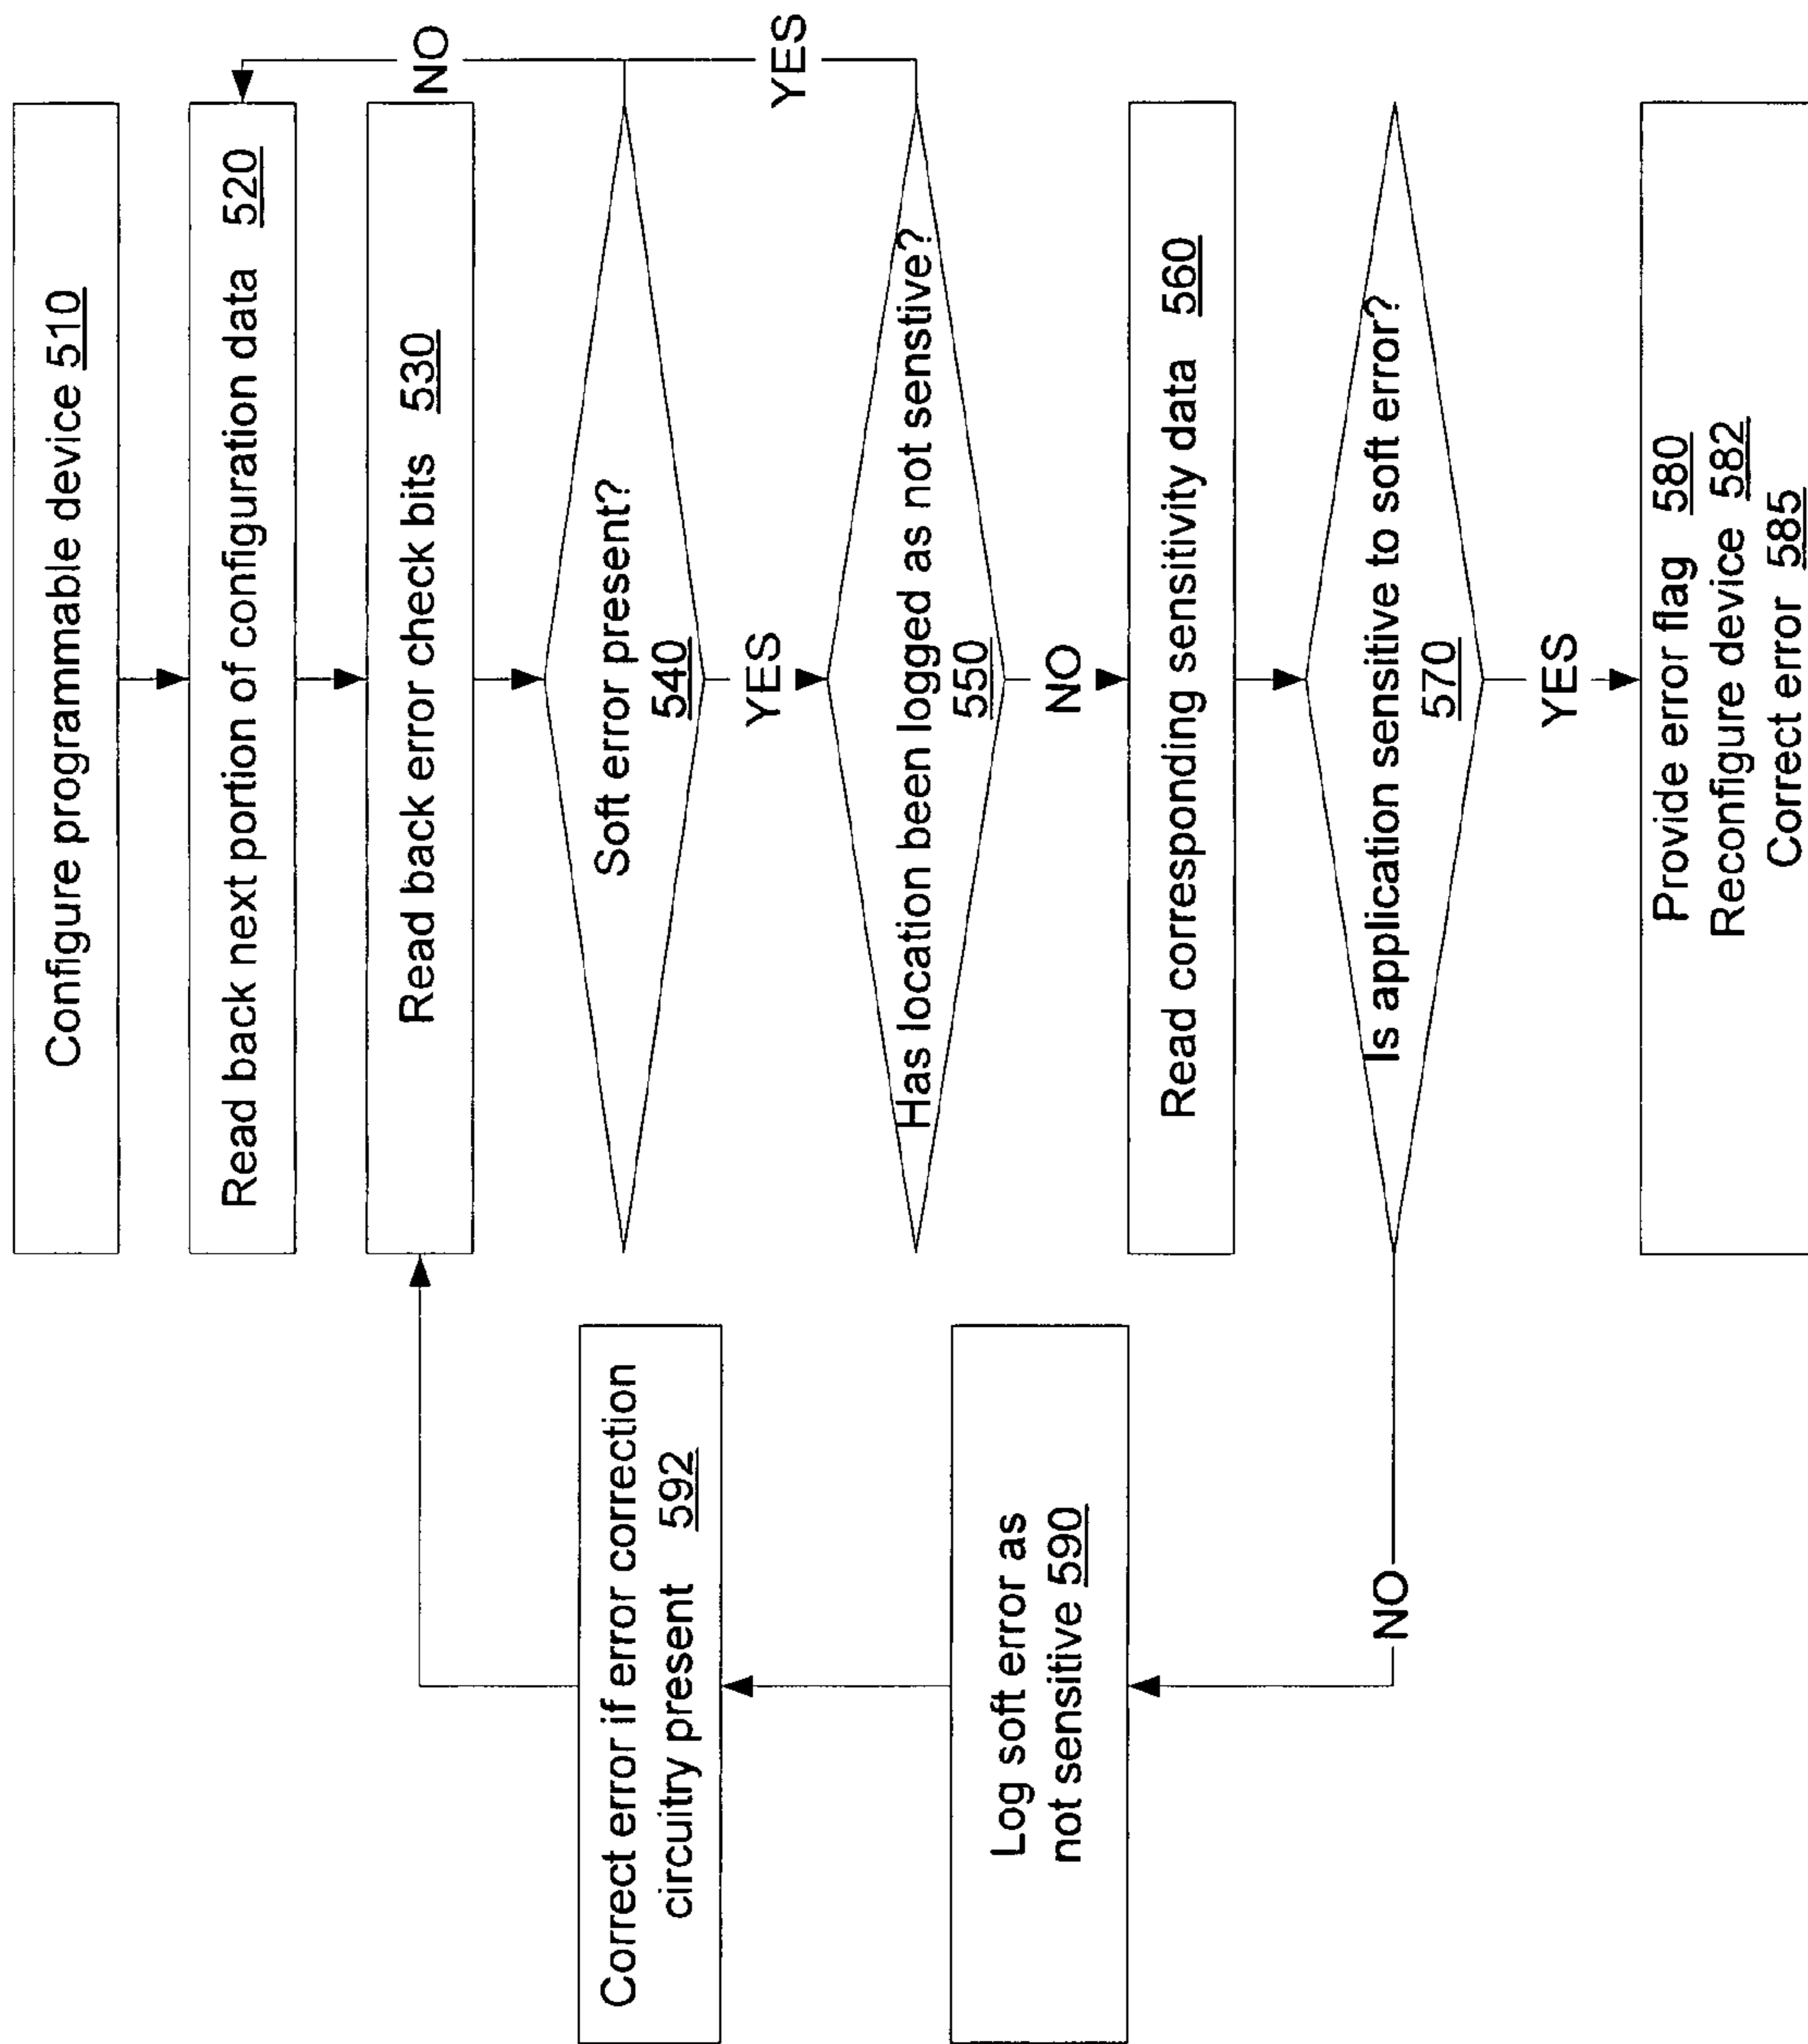 Configure programmable device 510
Read back next portion of configuration data 520
Read back error check bits 530
Soft error present?
540
NO
YES
Has location been logged as not senstive?
550
YES
NO
Read corresponding sensitivity data 560
Is application sensitive to soft error?
570
YES
NO
Provide error flag 580
Reconfigure device 582
Correct error 585
Log soft error as
not sensitive 590
Correct error if error correction
circuitry present 592